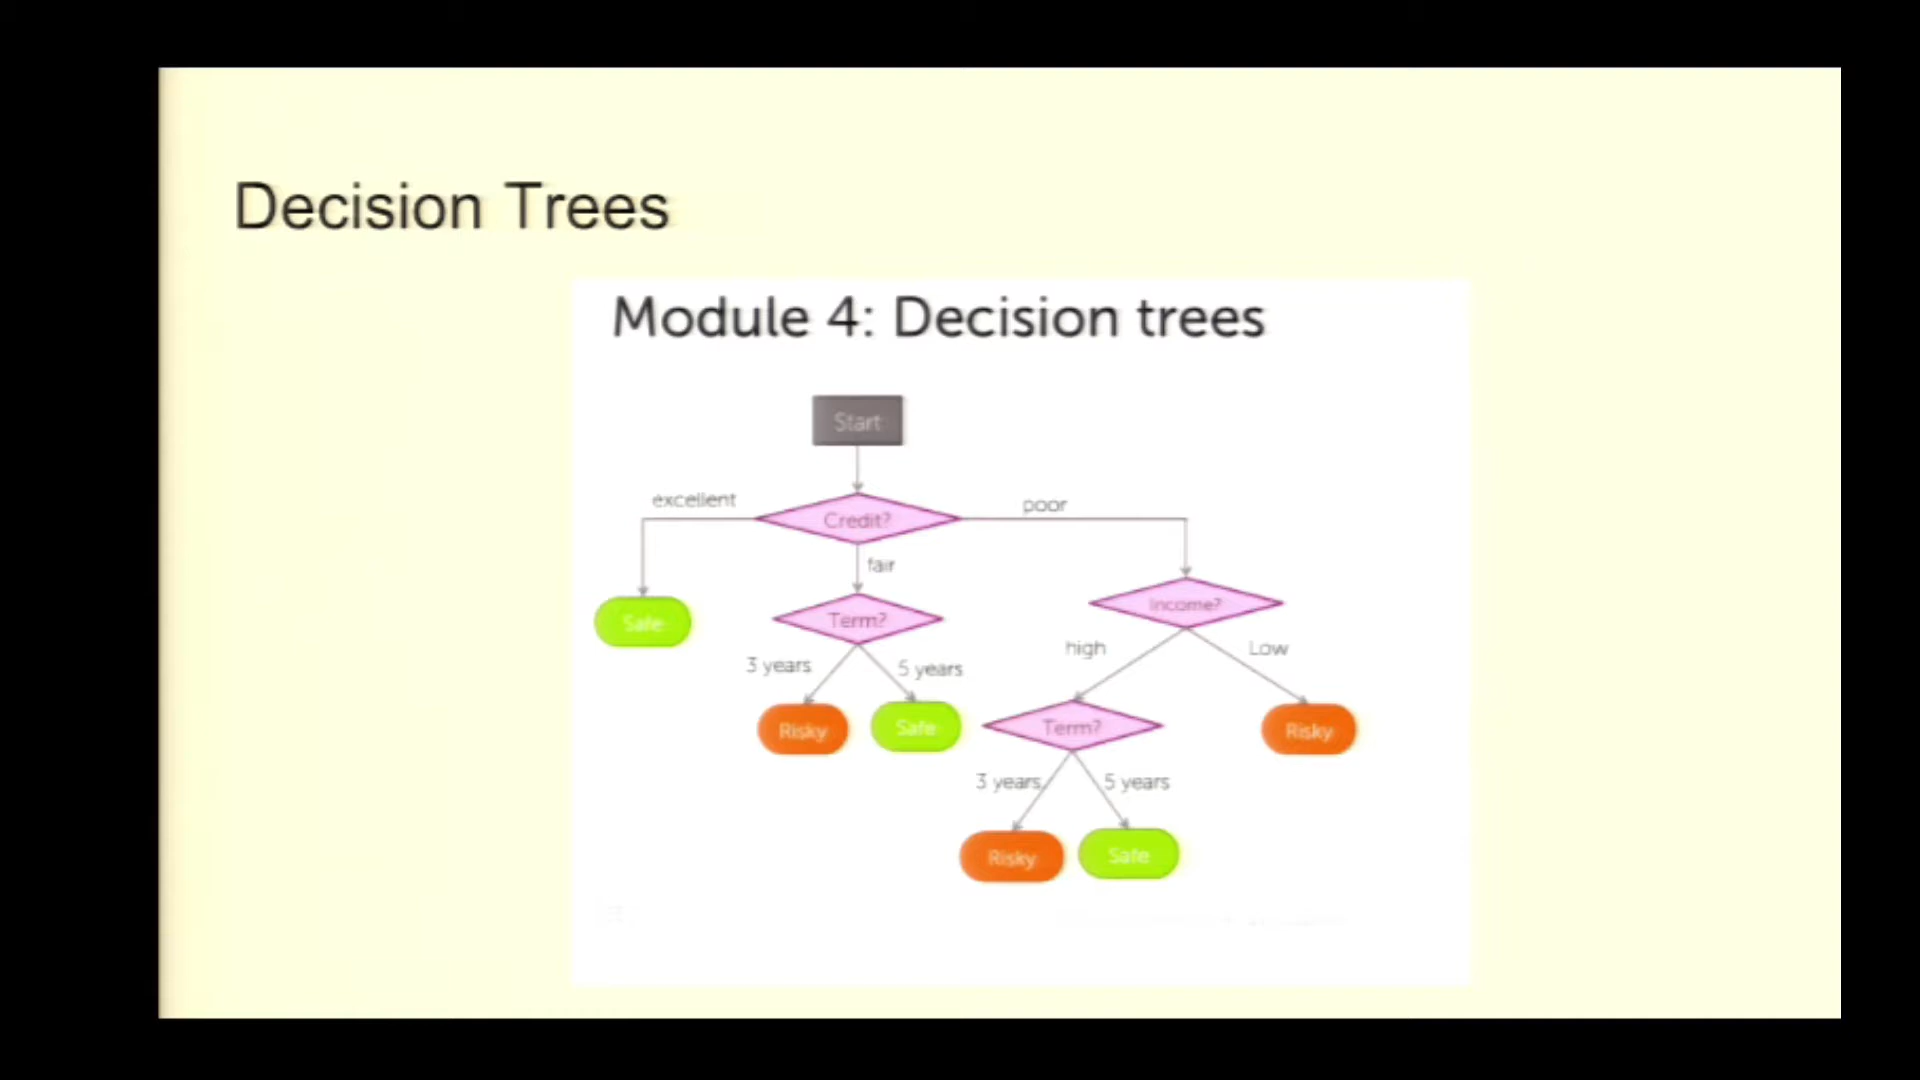 Decision Trees
Module 4: Decision trees
Start
excellent
Credit?
poor
fair
Safe
Term?
Income?
3 years
5 years
high
Low
Risky
Safe
Term?
Risky
3 years
5 years
Risky
Safe